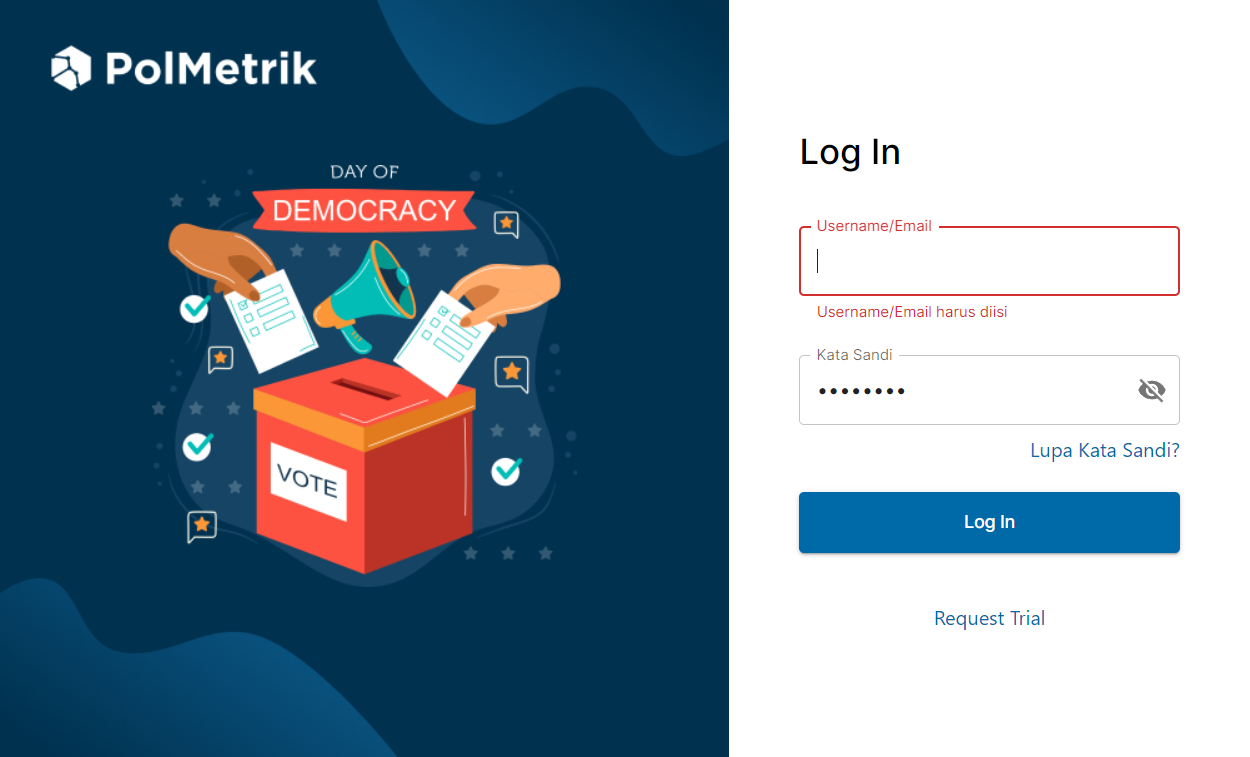 PolMetrik
DAY OF
DEMOCRACY
VOTE
Log In
Username/Email
Username/Email harus diisi
Kata Sandi
••••••••
Lupa Kata Sandi?
Log In
Request Trial